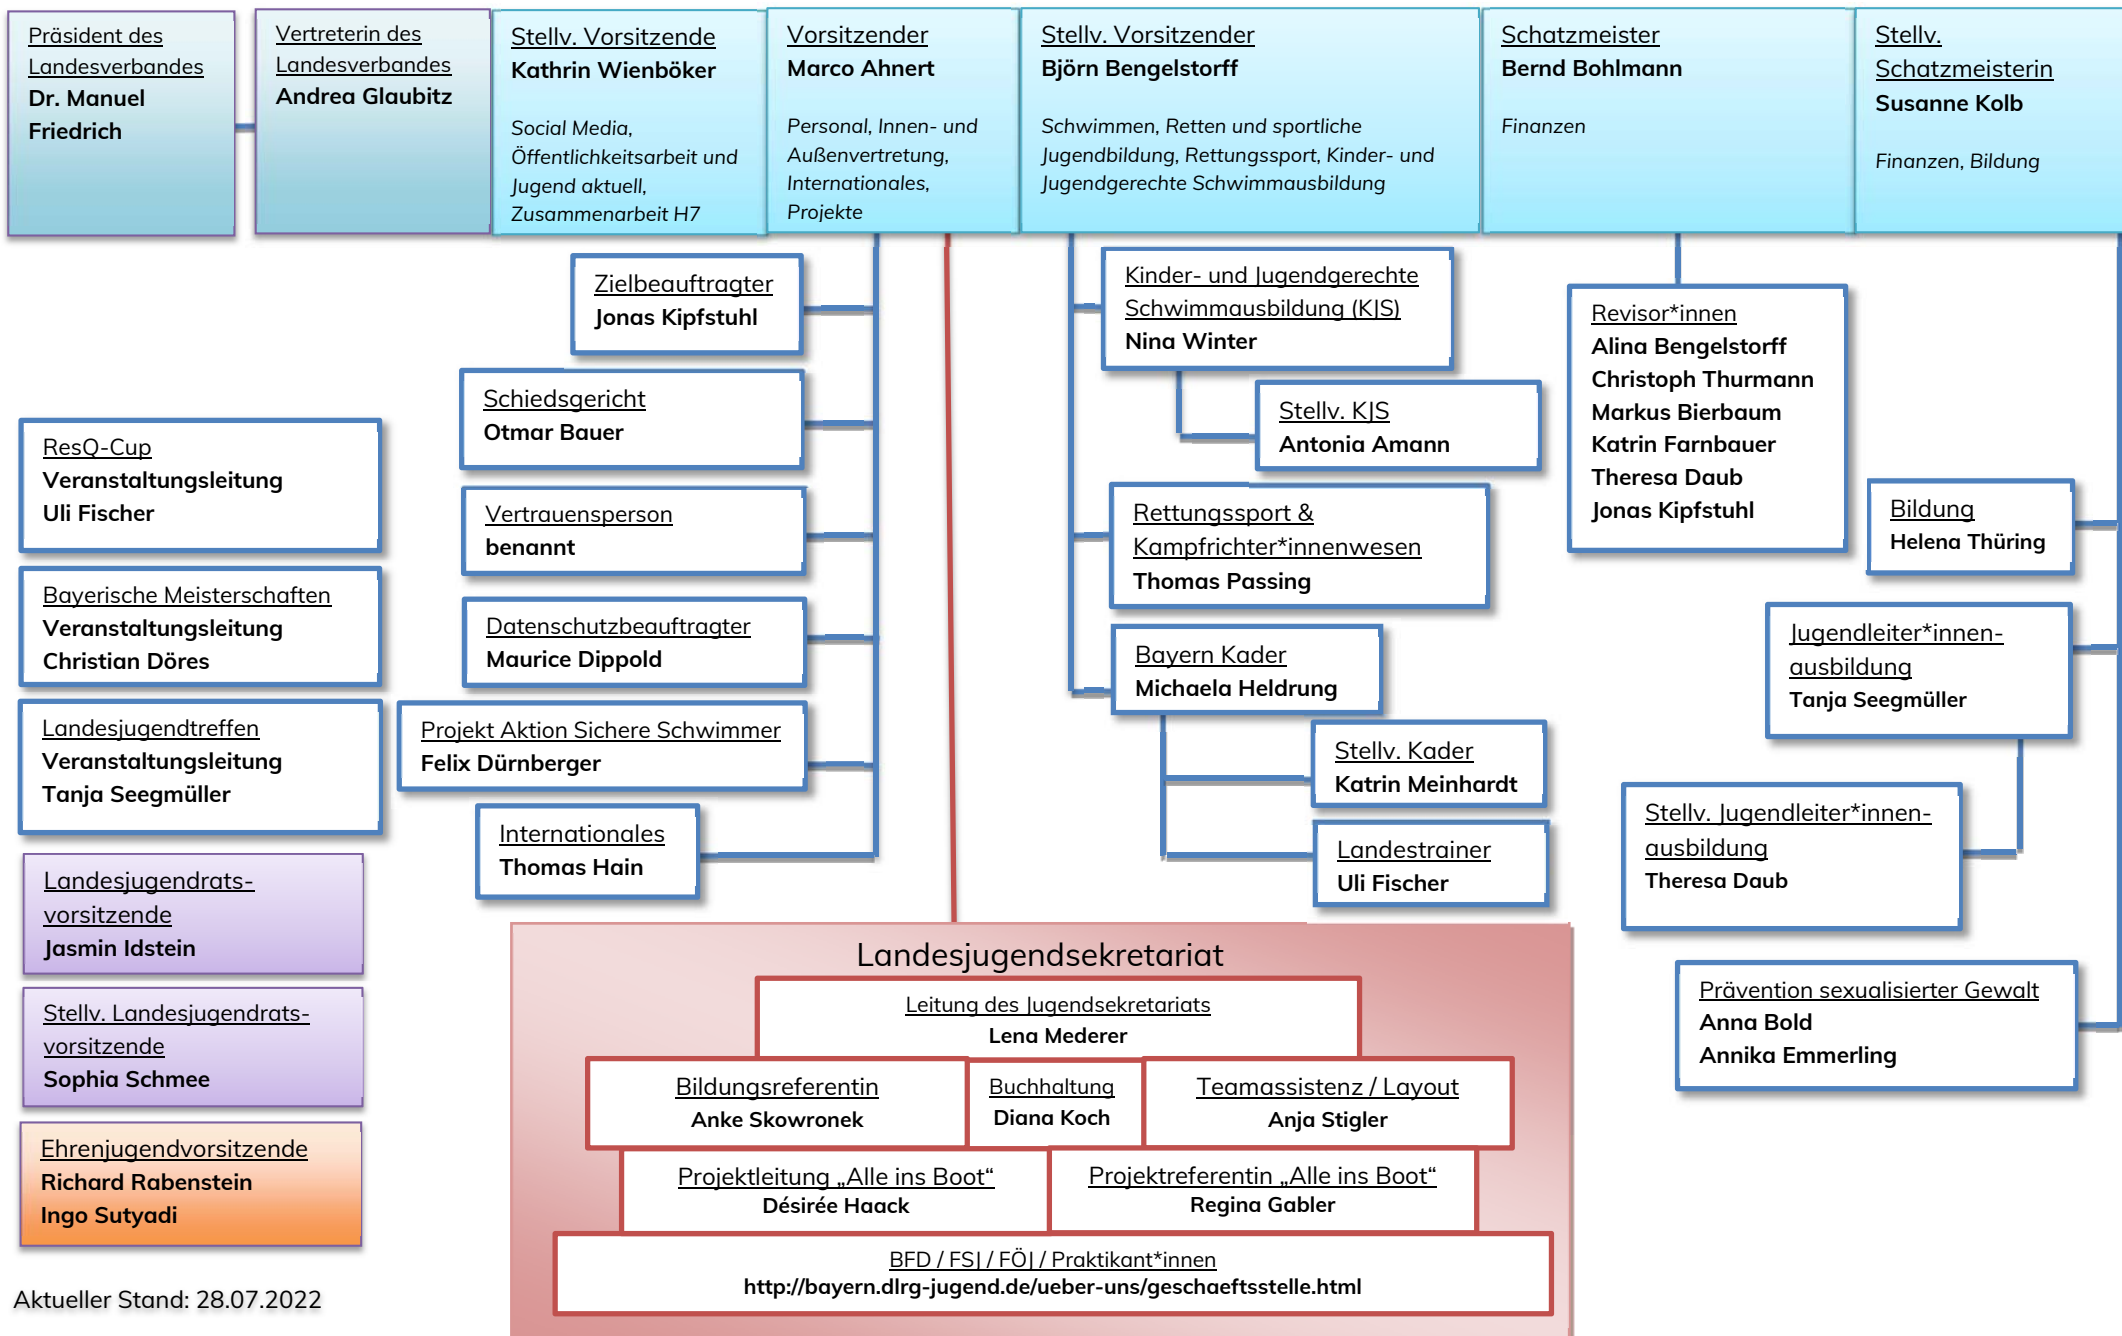 Präsident des
Landesverbandes
Dr. Manuel
Friedrich
Vertreterin des
Landesverbandes
Andrea Glaubitz
Stellv. Vorsitzende
Kathrin Wienböker
Social Media,
Öffentlichkeitsarbeit und
Jugend aktuell,
Zusammenarbeit H7
Vorsitzender
Marco Ahnert
Personal, Innen- und
Außenvertretung,
Internationales,
Projekte
Stellv. Vorsitzender
Björn Bengelstorff
Schwimmen, Retten und sportliche
Jugendbildung, Rettungssport, Kinder- und
Jugendgerechte Schwimmausbildung
Schatzmeister
Bernd Bohlmann
Finanzen
Stellv.
Schatzmeisterin
Susanne Kolb
Finanzen, Bildung
Zielbeauftragter
Jonas Kipfstuhl
Schiedsgericht
Otmar Bauer
Vertrauensperson
benannt
Datenschutzbeauftragter
Maurice Dippold
Projekt Aktion Sichere Schwimmer
Felix Dürnberger
Internationales
Thomas Hain
Kinder- und Jugendgerechte
Schwimmausbildung (KJS)
Nina Winter
Stellv. KJS
Antonia Amann
Rettungssport &
Kampfrichter*innenwesen
Thomas Passing
Bayern Kader
Michaela Heldrung
Stellv. Kader
Katrin Meinhardt
Landestrainer
Uli Fischer
Revisor*innen
Alina Bengelstorff
Christoph Thurmann
Markus Bierbaum
Katrin Farnbauer
Theresa Daub
Jonas Kipfstuhl
Bildung
Helena Thüring
Jugendleiter*innen-
ausbildung
Tanja Seegmüller
Stellv. Jugendleiter*innen-
ausbildung
Theresa Daub
Prävention sexualisierter Gewalt
Anna Bold
Annika Emmerling
ResQ-Cup
Veranstaltungsleitung
Uli Fischer
Bayerische Meisterschaften
Veranstaltungsleitung
Christian Döres
Landesjugendtreffen
Veranstaltungsleitung
Tanja Seegmüller
Landesjugendrats-
vorsitzende
Jasmin Idstein
Stellv. Landesjugendrats-
vorsitzende
Sophia Schmee
Ehrenjugendvorsitzende
Richard Rabenstein
Ingo Sutyadi
Landesjugendsekretariat
Leitung des Jugendsekretariats
Lena Mederer
Bildungsreferentin
Anke Skowronek
Buchhaltung
Diana Koch
Teamassistenz / Layout
Anja Stigler
Projektleitung „Alle ins Boot“
Désirée Haack
Projektreferentin „Alle ins Boot“
Regina Gabler
BFD / FSJ / FÖJ / Praktikant*innen
http://bayern.dlrg-jugend.de/ueber-uns/geschaeftsstelle.html
Aktueller Stand: 28.07.2022